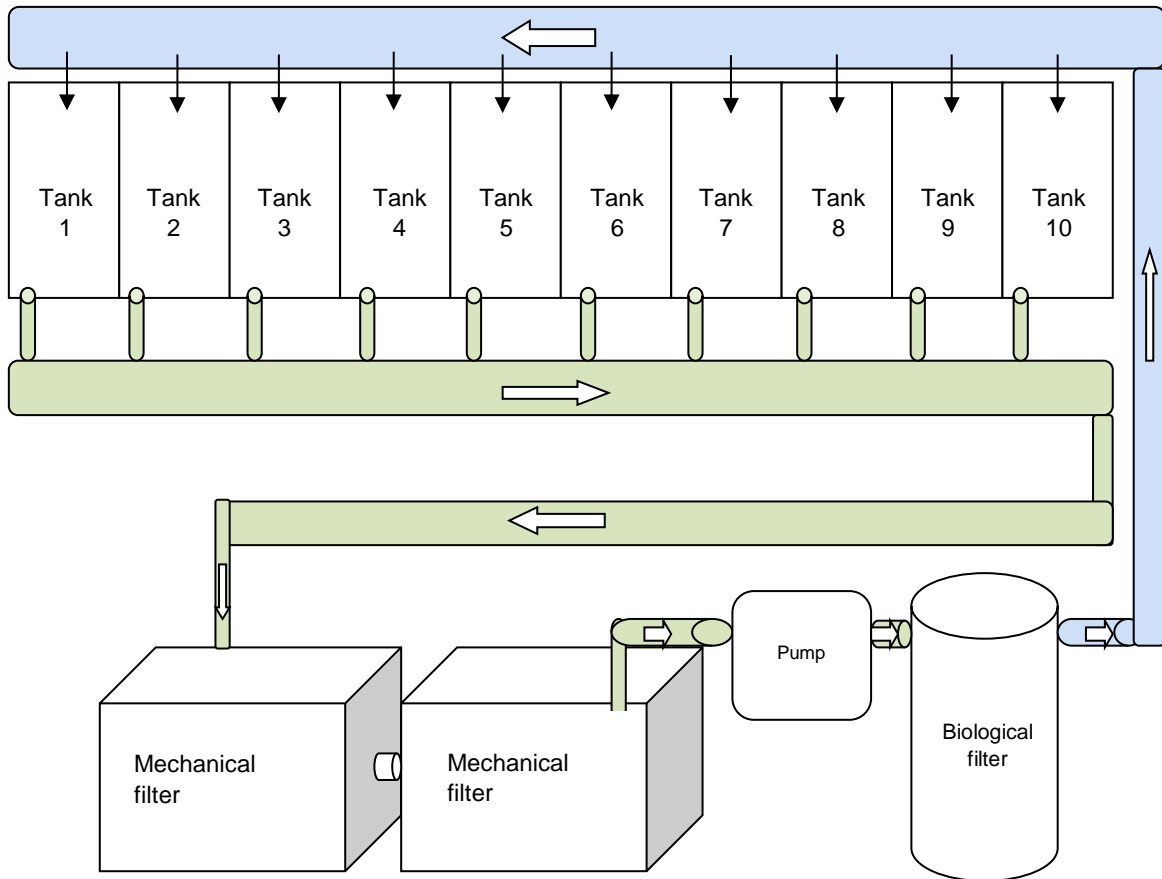 Tank
1
Tank
2
Tank
3
Tank
4
Tank
5
Tank
6
Tank
7
Tank
8
Tank
9
Tank
10
Mechanical
filter
Mechanical
filter
Pump
Biological
filter